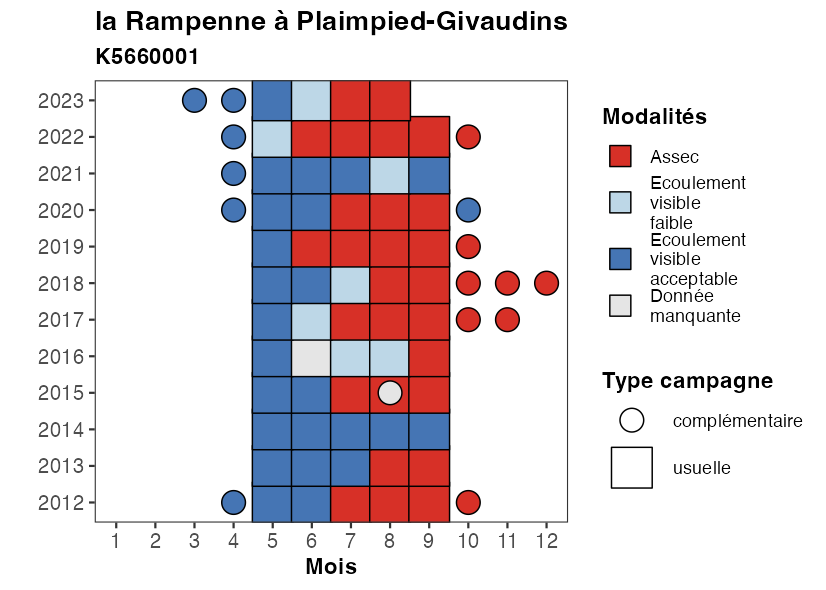 la Rampenne à Plaimpied-Givaudins
K5660001
2023
2022
2021
2020
2019
2018
2017
2016
2015
2014
2013
2012
1 2 3 4 5 6 7 8 9 10 11 12
Mois
Modalités
Assec
Ecoulement
visible
faible
Ecoulement
visible
acceptable
Donnée
manquante
Type campagne
complémentaire
usuelle